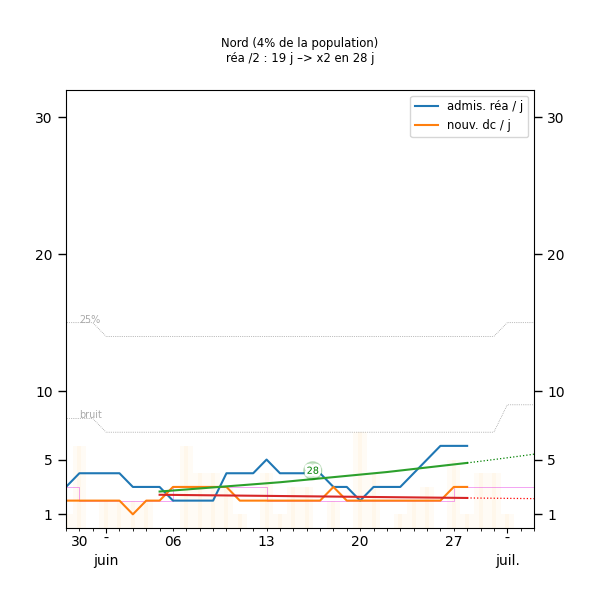 Nord (4% de la population)
réa /2 : 19 j –> x2 en 28 j
admis. réa / j
nouv. dc / j
30 30
20 20
10 10
5 5
1 1
25%
bruit
28
30 - 06 13 20 27 -
juin juil.